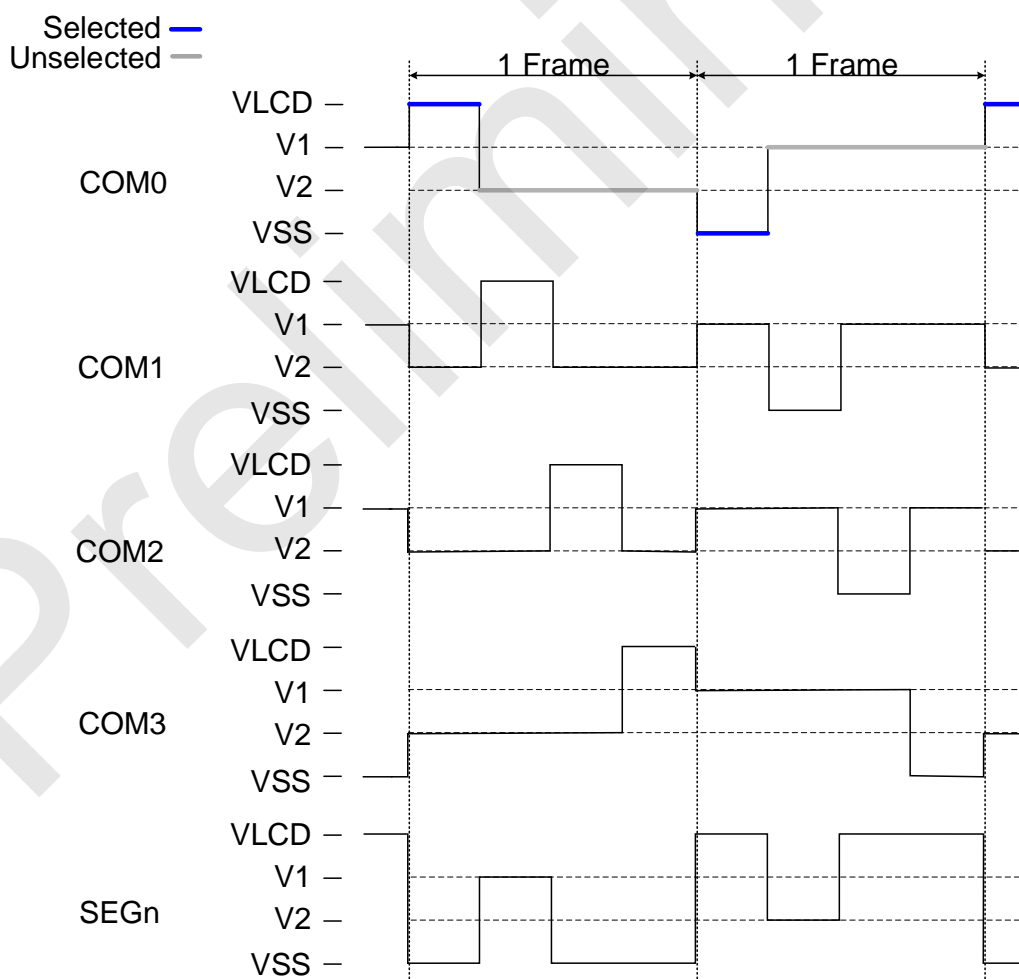 Selected
Unselected
1 Frame 1 Frame
VLCD
V1
COM0
V2
VSS
VLCD
V1
COM1
V2
VSS
VLCD
V1
COM2
V2
VSS
VLCD
V1
COM3
V2
VSS
VLCD
V1
SEGn
V2
VSS